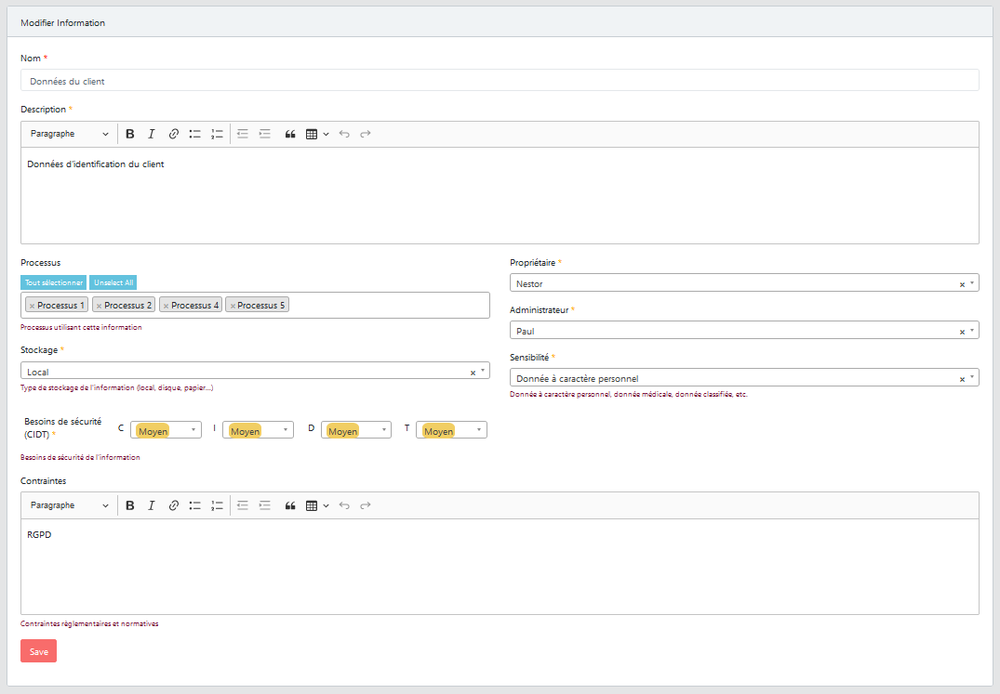 Modifier Information
Nom *
Données du client
Description *
Paragraphe
Données d'identification du client
Processus
Tout sélectionner Unselect All
× Processus 1 × Processus 2 × Processus 4 × Processus 5
Processus utilisant cette information
Stockage *
Local ×
Type de stockage de l'information (local, disque, papier...)
Propriétaire *
Nestor ×
Administrateur *
Paul ×
Sensibilité *
Donnée à caractère personnel ×
Donnée à caractère personnel, donnée médicale, donnée classifiée, etc.
Besoins de sécurité
(CIDT) *
C Moyen I Moyen D Moyen T Moyen
Besoins de sécurité de l'information
Contraintes
Paragraphe
RGPD
Contraintes réglementaires et normatives
Save